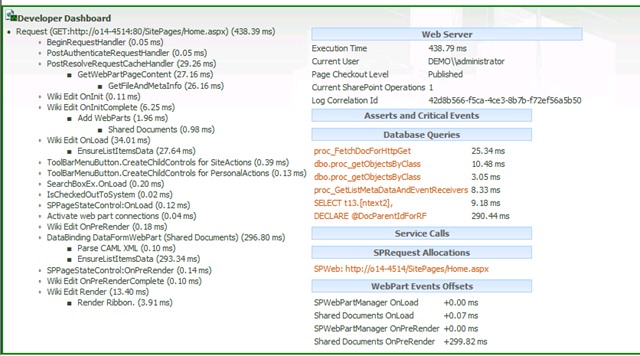 Developer Dashboard
Request (GET:http://o14-4514:80/SitePages/Home.aspx) (438.39 ms)
BeginRequestHandler (0.05 ms)
PostAuthenticateRequestHandler (0.05 ms)
PostResolveRequestCacheHandler (29.26 ms)
GetWebPartPageContent (27.16 ms)
GetFileAndMetaInfo (26.16 ms)
Wiki Edit OnInit (0.11 ms)
Wiki Edit OnInitComplete (6.25 ms)
Add WebParts (1.96 ms)
Shared Documents (0.98 ms)
Wiki Edit OnLoad (34.01 ms)
EnsureListItemsData (27.64 ms)
ToolBarMenuButton.CreateChildControls for SiteActions (0.39 ms)
ToolBarMenuButton.CreateChildControls for PersonalActions (0.13 ms)
SearchBoxEx.OnLoad (0.20 ms)
IsCheckedOutToSystem (0.02 ms)
SPPageStateControl:OnLoad (0.12 ms)
Activate web part connections (0.04 ms)
Wiki Edit OnPreRender (0.18 ms)
DataBinding DataFormWebPart (Shared Documents) (296.80 ms)
Parse CAML XML (0.10 ms)
EnsureListItemsData (293.34 ms)
SPPageStateControl:OnPreRender (0.14 ms)
Wiki Edit OnPreRenderComplete (0.10 ms)
Wiki Edit Render (13.40 ms)
Render Ribbon. (3.91 ms)
Web Server
Execution Time 438.79 ms
Current User DEMO\\administrator
Page Checkout Level Published
Current SharePoint Operations 1
Log Correlation Id 42d8b566-f5ca-4ce3-8b7b-f72ef56a5b50
Asserts and Critical Events
Database Queries
proc_FetchDocForHttpGet 25.34 ms
dbo.proc_getObjectsByClass 10.48 ms
dbo.proc_getObjectsByClass 3.05 ms
proc_GetListMetaDataAndEventReceivers 8.33 ms
SELECT t13.[ntext2], 9.18 ms
DECLARE @DocParentIdForRF 290.44 ms
Service Calls
SPRequest Allocations
SPWeb: http://o14-4514/SitePages/Home.aspx
WebPart Events Offsets
SPWebPartManager OnLoad +0.00 ms
Shared Documents OnLoad +0.07 ms
SPWebPartManager OnPreRender +0.00 ms
Shared Documents OnPreRender +299.82 ms